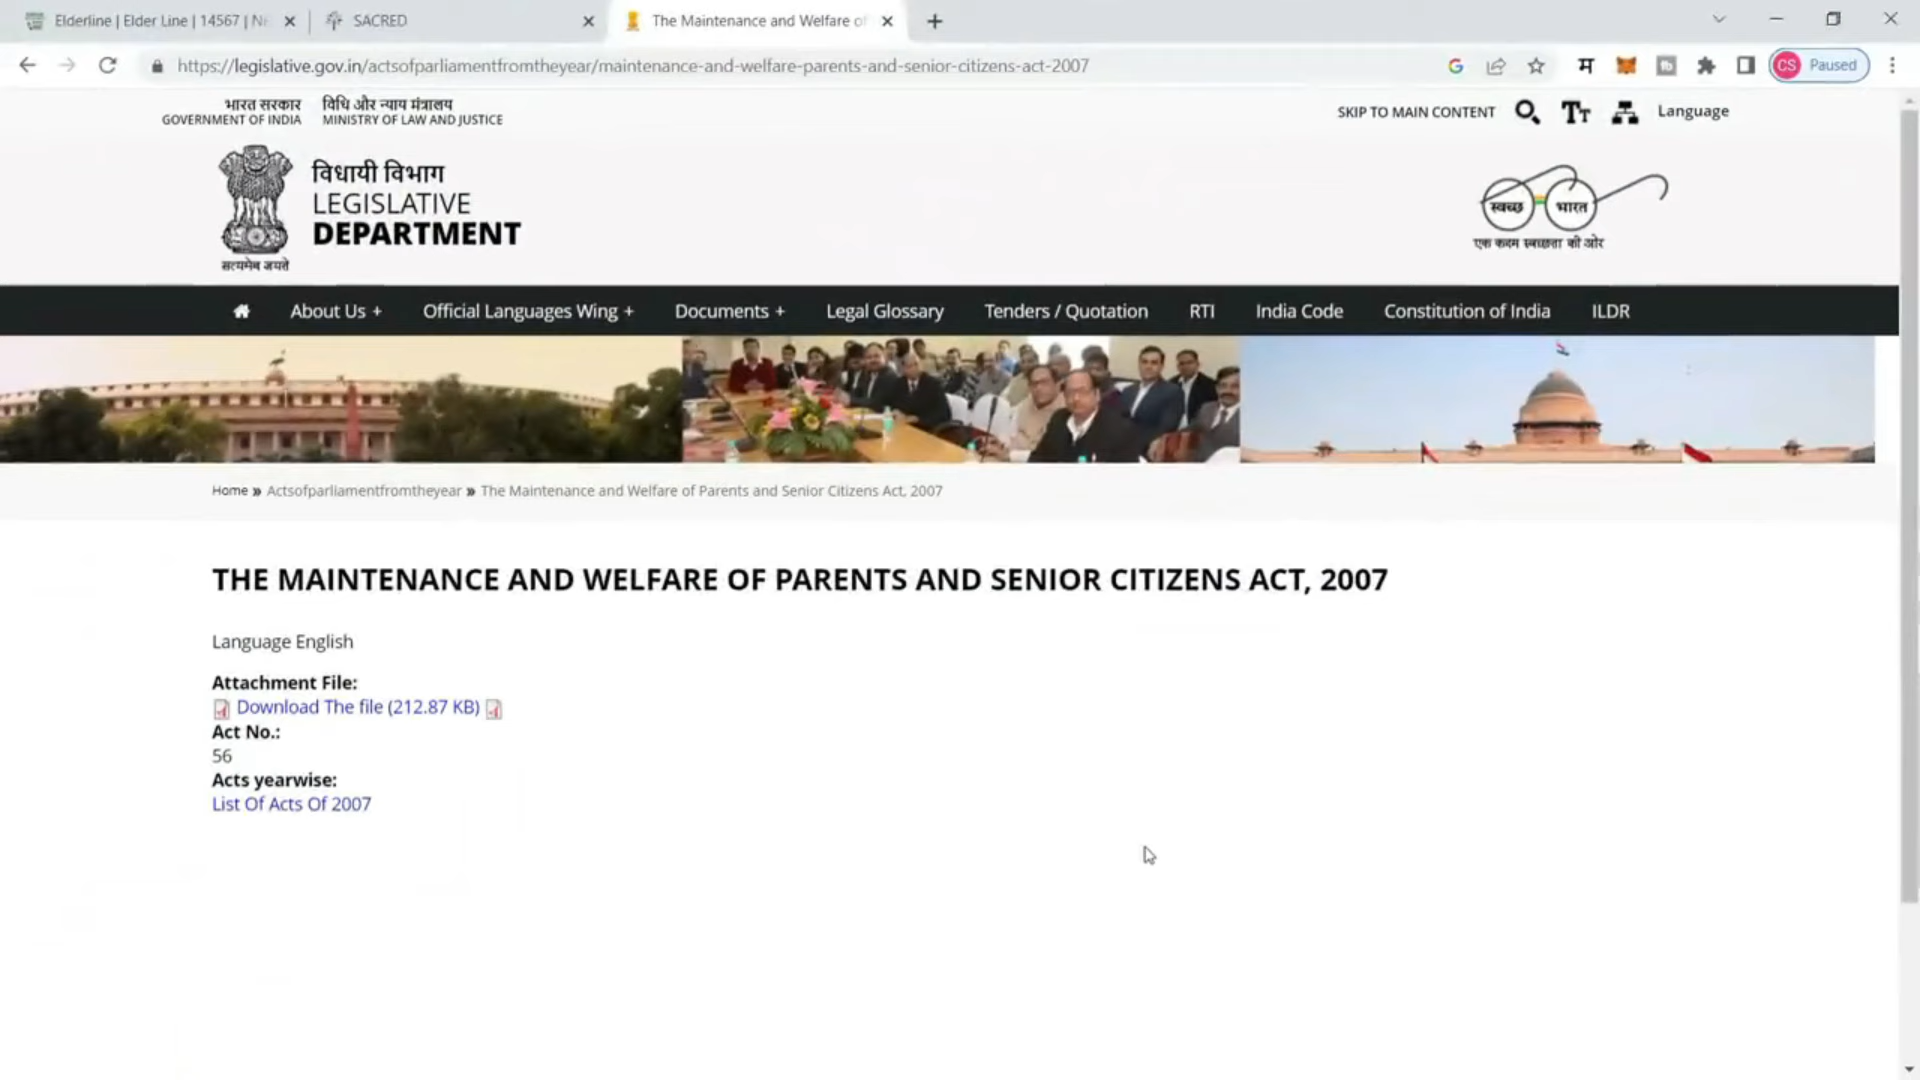 Elderline | Elder Line | 14567 |
SACRED
The Maintenance and Welfare of
https://legislative.gov.in/actsofparliamentfromtheyear/maintenance-and-welfare-parents-and-senior-citizens-act-2007
म
CS Paused
भारत सरकार
GOVERNMENT OF INDIA
विधि और न्याय मंत्रालय
MINISTRY OF LAW AND JUSTICE
SKIP TO MAIN CONTENT
Language
विधायी विभाग
LEGISLATIVE
DEPARTMENT
सत्यमेव जयते
स्वच्छ भारत
एक कदम स्वच्छता की ओर
About Us + Official Languages Wing + Documents + Legal Glossary Tenders / Quotation RTI India Code Constitution of India ILDR
Home » Actsofparliamentfromtheyear » The Maintenance and Welfare of Parents and Senior Citizens Act, 2007
THE MAINTENANCE AND WELFARE OF PARENTS AND SENIOR CITIZENS ACT, 2007
Language English
Attachment File:
Download The file (212.87 KB)
Act No.:
56
Acts yearwise:
List Of Acts Of 2007